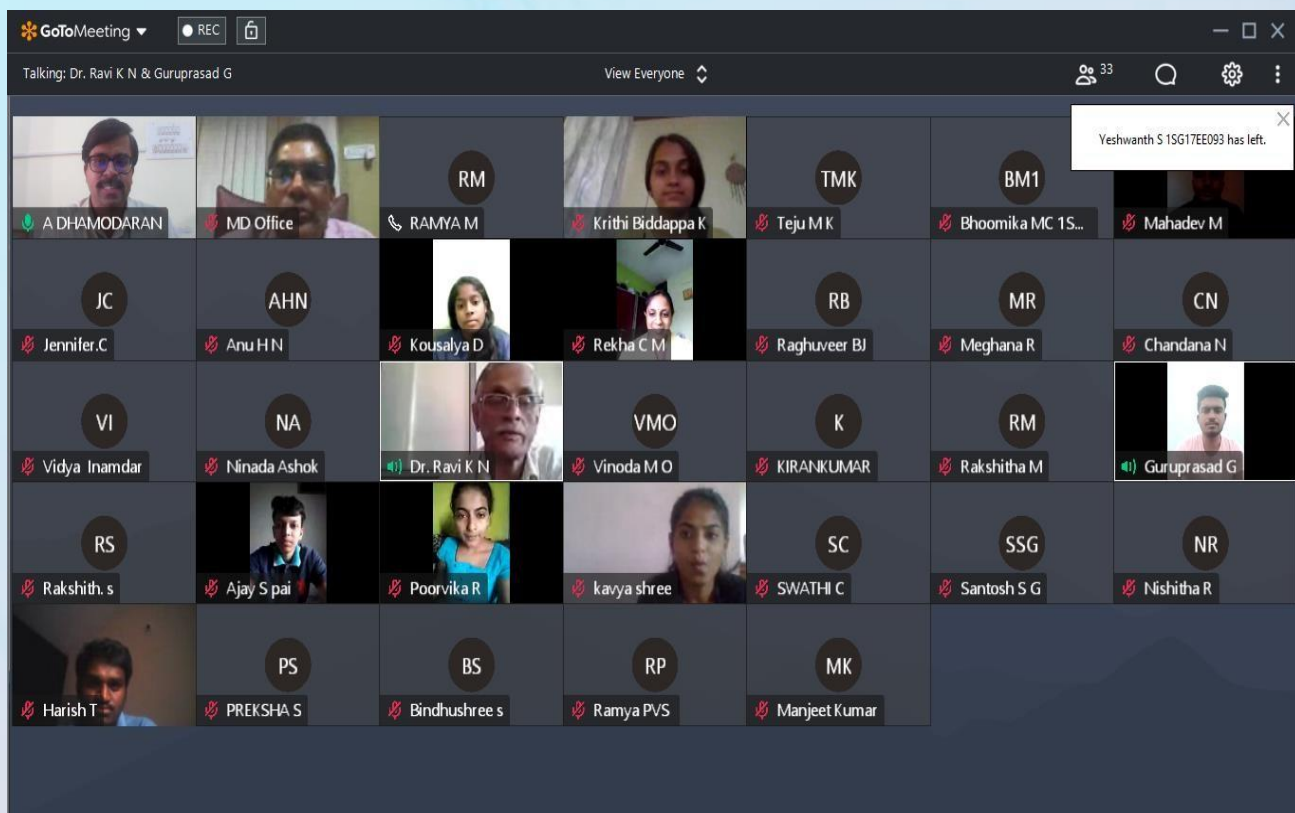 GoToMeeting
REC
Talking: Dr. Ravi K N & Guruprasad G
View Everyone
33
Yeshwanth S 1SG17EE093 has left.
A DHAMODARAN
MD Office
RM
RAMYA M
Krithi Biddappa K
TMK
Teju M K
BM1
Bhoomika MC 1S...
Mahadev M
JC
Jennifer.C
AHN
Anu H N
Kousalya D
Rekha C M
RB
Raghuveer BJ
MR
Meghana R
CN
Chandana N
VI
Vidya Inamdar
NA
Ninada Ashok
Dr. Ravi K N
VMO
Vinoda M O
K
KIRANKUMAR
RM
Rakshitha M
Guruprasad G
RS
Rakshith. s
Ajay S pai
Poorvika R
kavya shree
SC
SWATHI C
SSG
Santosh S G
NR
Nishitha R
Harish T
PS
PREKSHA S
BS
Bindhushree s
RP
Ramya PVS
MK
Manjeet Kumar